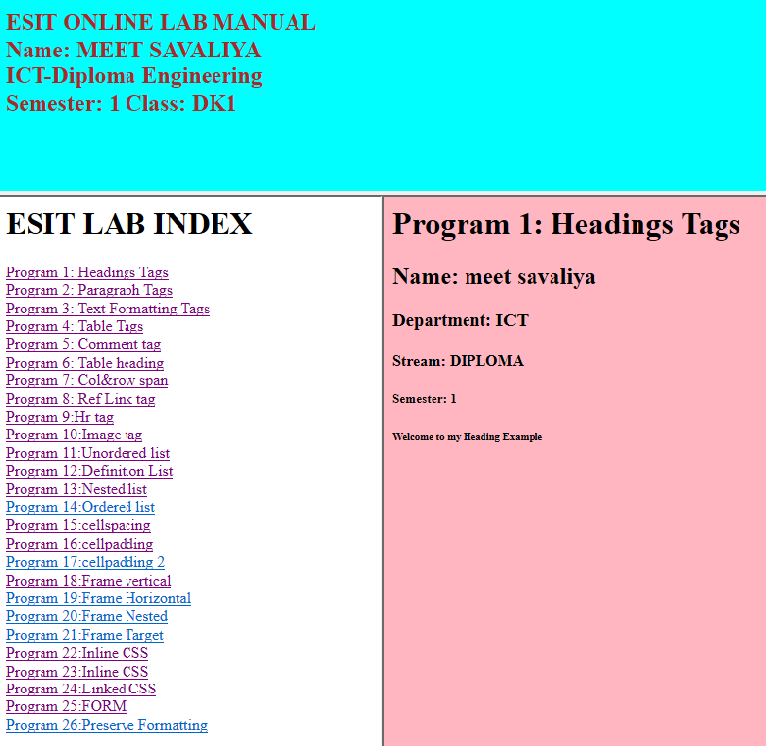 ESIT ONLINE LAB MANUAL
Name: MEET SAVALIYA
ICT-Diploma Engineering
Semester: 1 Class: DK1
ESIT LAB INDEX
Program 1: Headings Tags
Program 2: Paragraph Tags
Program 3: Text Formatting Tags
Program 4: Table Tags
Program 5: Comment tag
Program 6: Table heading
Program 7: Col&row span
Program 8: Ref Link tag
Program 9:Hr tag
Program 10:Image tag
Program 11:Unordered list
Program 12:Definition List
Program 13:Nested list
Program 14:Ordered list
Program 15:cellspacing
Program 16:cellpadding
Program 17:cellpadding 2
Program 18:Frame vertical
Program 19:Frame Horizontal
Program 20:Frame Nested
Program 21:Frame Target
Program 22:Inline CSS
Program 23:Inline CSS
Program 24:Linked CSS
Program 25:FORM
Program 26:Preserve Formatting
Program 1: Headings Tags
Name: meet savaliya
Department: ICT
Stream: DIPLOMA
Semester: 1
Welcome to my Heading Example